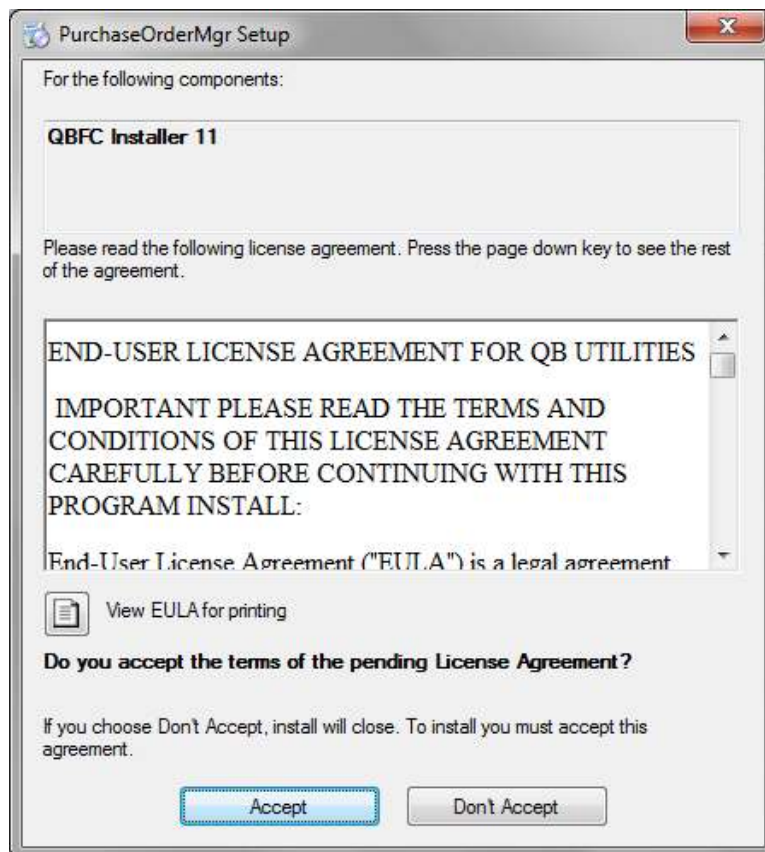 PurchaseOrderMgr Setup
For the following components:
QBFC Installer 11
Please read the following license agreement. Press the page down key to see the rest
of the agreement.
END-USER LICENSE AGREEMENT FOR QB UTILITIES
IMPORTANT PLEASE READ THE TERMS AND
CONDITIONS OF THIS LICENSE AGREEMENT
CAREFULLY BEFORE CONTINUING WITH THIS
PROGRAM INSTALL:
End-User License Agreement ("EULA") is a legal agreement
View EULA for printing
Do you accept the terms of the pending License Agreement?
If you choose Don't Accept, install will close. To install you must accept this
agreement.
Accept
Don't Accept